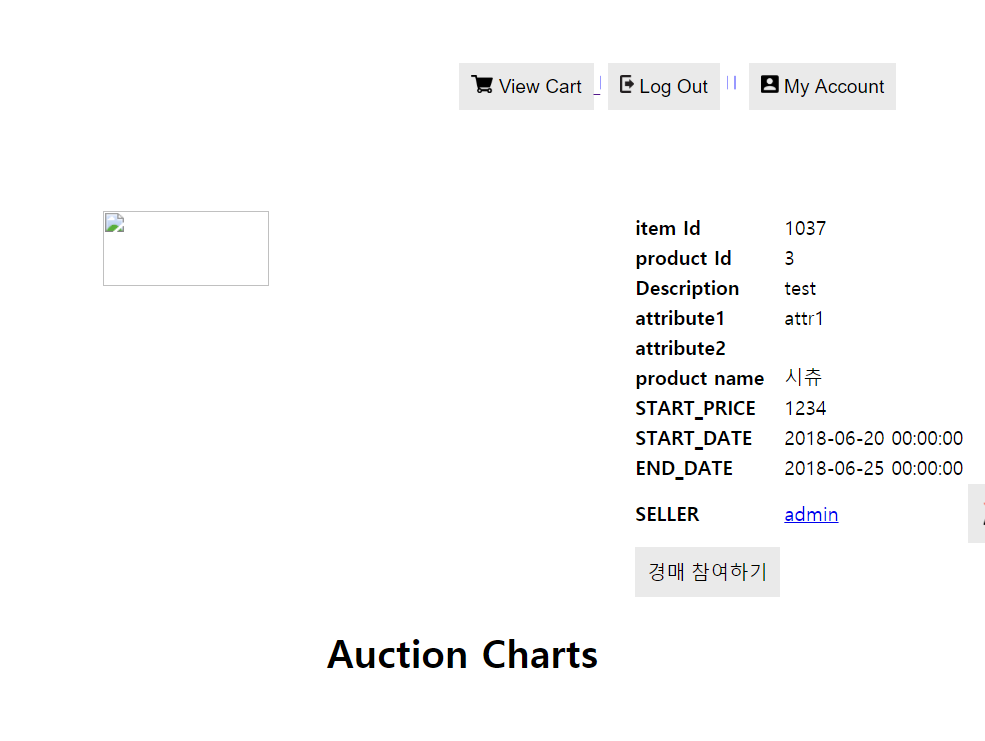 View Cart | Log Out | | My Account
item Id 1037
product Id 3
Description test
attribute1 attr1
attribute2
product name 시츄
START_PRICE 1234
START_DATE 2018-06-20 00:00:00
END_DATE 2018-06-25 00:00:00
SELLER admin
경매 참여하기
Auction Charts